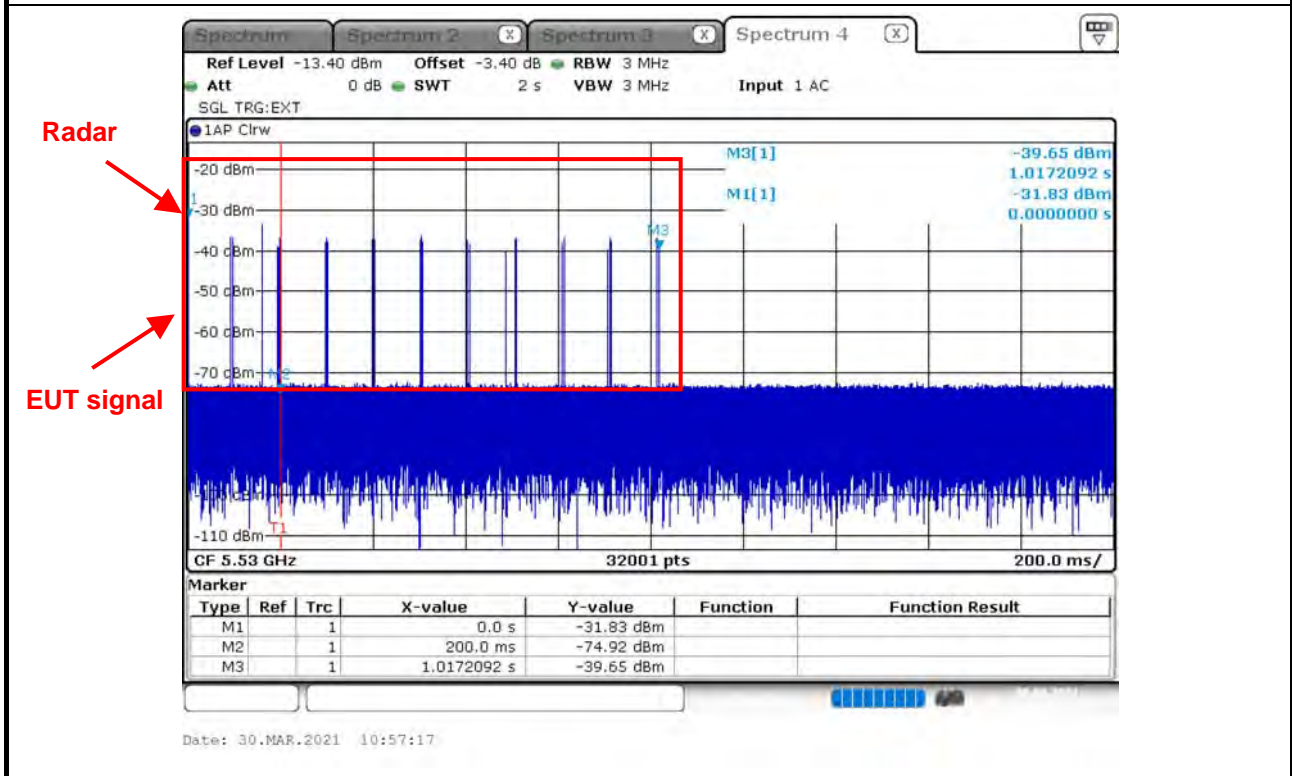 Spectrum Spectrum 2 X Spectrum 3 X Spectrum 4 X
Ref Level -13.40 dBm Offset -3.40 dB RBW 3 MHz
Att 0 dB SWT 2 s VBW 3 MHz Input 1 AC
SGL TRG:EXT
1AP Clrw
Radar
M3[1] -39.65 dBm
1.0172092 s
M1[1] -31.83 dBm
0.0000000 s
-20 dBm
1
-30 dBm
M3
-40 dBm
-50 dBm
-60 dBm
-70 dBm
M2
EUT signal
T1
-110 dBm
CF 5.53 GHz 32001 pts 200.0 ms/
Marker
Type Ref Trc X-value Y-value Function Function Result
M1 1 0.0 s -31.83 dBm
M2 1 200.0 ms -74.92 dBm
M3 1 1.0172092 s -39.65 dBm
Date: 30.MAR.2021 10:57:17